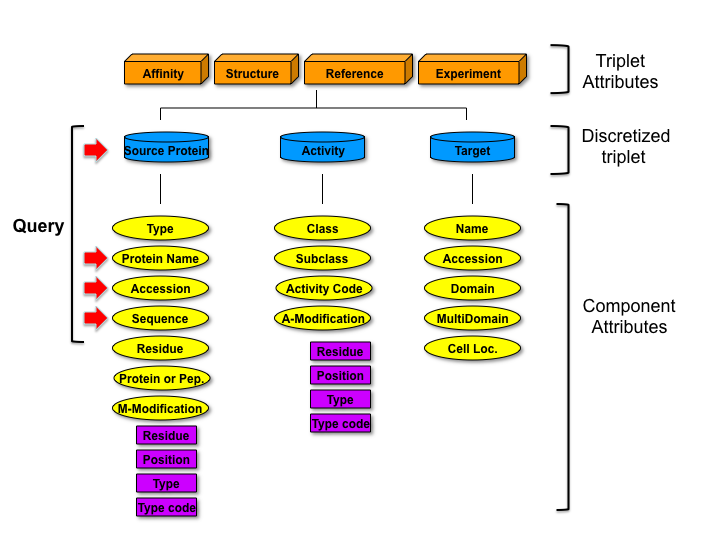 Affinity
Structure
Reference
Experiment
Triplet
Attributes
Source Protein
Activity
Target
Discretized
triplet
Query
Type
Protein Name
Accession
Sequence
Residue
Protein or Pep.
M-Modification
Residue
Position
Type
Type code
Class
Subclass
Activity Code
A-Modification
Residue
Position
Type
Type code
Name
Accession
Domain
MultiDomain
Cell Loc.
Component
Attributes